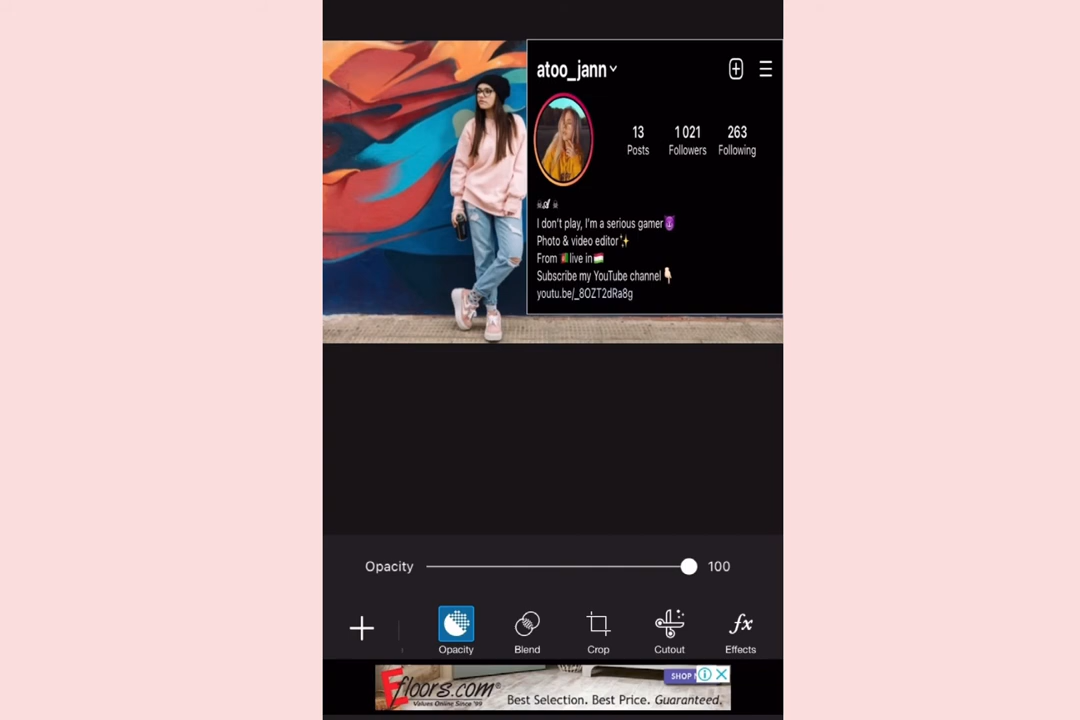 atoo_jann
13 1 021 263
Posts Followers Following
☠𝒜 ☠
I don't play, I'm a serious gamer😈
Photo & video editor✨
From 🇦🇫live in🇹🇯
Subscribe my YouTube channel👇🏻
youtu.be/_8OZT2dRa8g
Opacity 100
Opacity Blend Crop Cutout Effects
Efloors.com®
Values Online Since '99
SHOP
Best Selection. Best Price. Guaranteed.